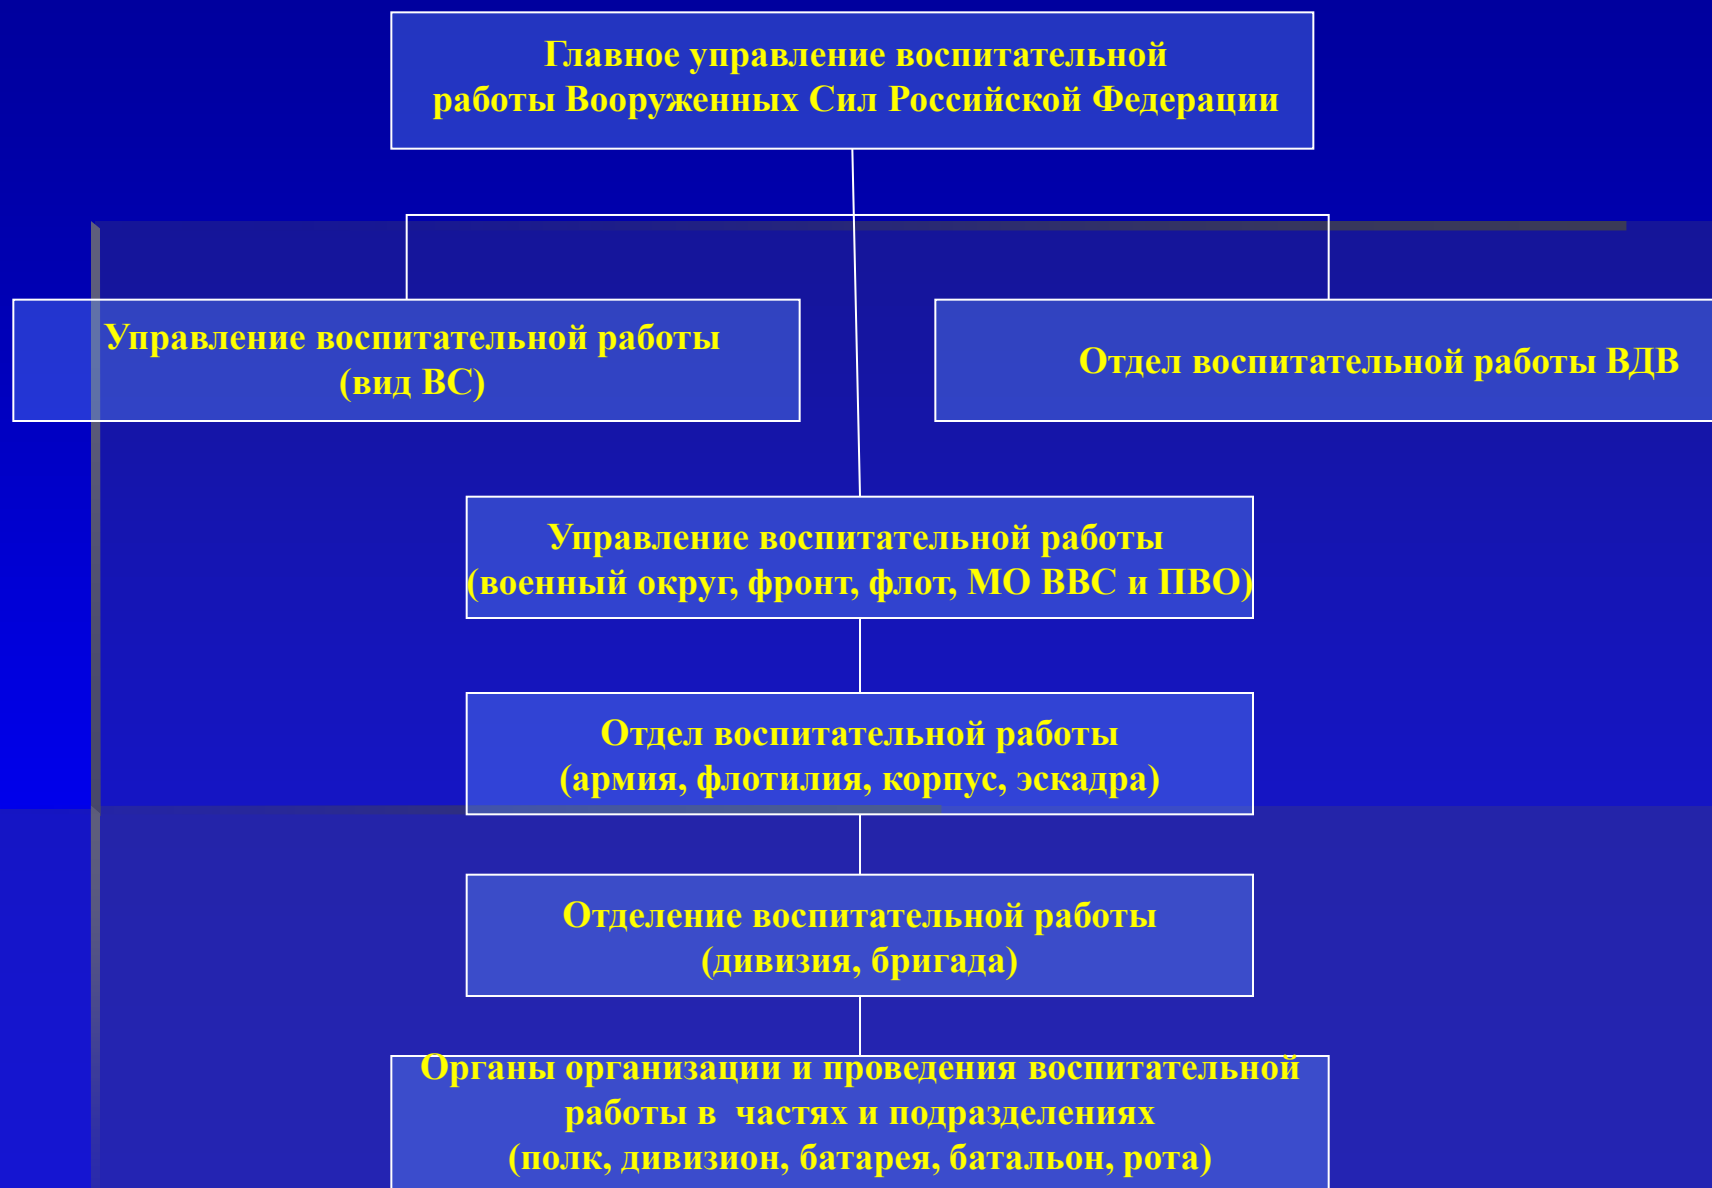 Главное управление воспитательной
работы Вооруженных Сил Российской Федерации
Управление воспитательной работы
(вид ВС)
Отдел воспитательной работы ВДВ
Управление воспитательной работы
(военный округ, фронт, флот, МО ВВС и ПВО)
Отдел воспитательной работы
(армия, флотилия, корпус, эскадра)
Отделение воспитательной работы
(дивизия, бригада)
Органы организации и проведения воспитательной
работы в  частях и подразделениях
(полк, дивизион, батарея, батальон, рота)